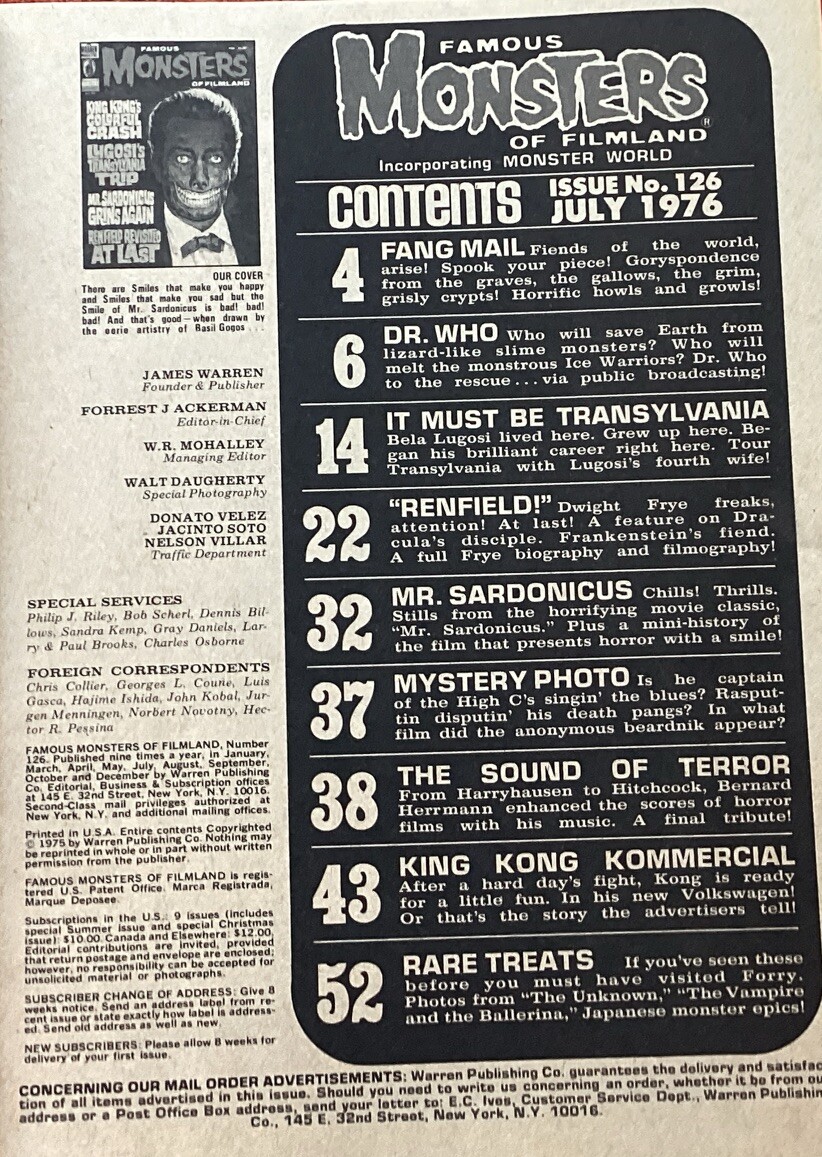 FAMOUS
MONSTERS
OF FILMLAND
KING KONG'S
COLORFUL
CRASH
LUGOSI'S
TRANSYLVANIA
TRIP
MR. SARDONICUS
GRINS AGAIN
RENFIELD REVISITED
AT LAST
OUR COVER
There are Smiles that make you happy
and Smiles that make you sad but the
Smile of Mr. Sardonicus is bad! bad!
bad! And that's good—when drawn by
the eerie artistry of Basil Gogos . . .
JAMES WARREN
Founder & Publisher
FORREST J ACKERMAN
Editor-in-Chief
W.R. MOHALLEY
Managing Editor
WALT DAUGHERTY
Special Photography
DONATO VELEZ
JACINTO SOTO
NELSON VILLAR
Traffic Department
SPECIAL SERVICES
Philip J. Riley, Bob Scherl, Dennis Bil-
lows, Sandra Kemp, Gray Daniels, Lar-
ry & Paul Brooks, Charles Osborne
FOREIGN CORRESPONDENTS
Chris Collier, Georges L. Coune, Luis
Gasca, Hajime Ishida, John Kobal, Jur-
gen Menningen, Norbert Novotny, Hec-
tor R. Pessina
FAMOUS MONSTERS OF FILMLAND, Number
126. Published nine times a year, in January,
March, April, May, July, August, September,
October and December by Warren Publishing
Co. Editorial, Business & Subscription offices
at 145 E. 32nd Street, New York, N.Y. 10016.
Second-Class mail privileges authorized at
New York, N.Y. and additional mailing offices.
Printed in U.S.A. Entire contents Copyrighted
© 1975 by Warren Publishing Co. Nothing may
be reprinted in whole or in part without written
permission from the publisher.
FAMOUS MONSTERS OF FILMLAND is regis-
tered U.S. Patent Office. Marca Registrada,
Marque Deposee.
Subscriptions in the U.S.: 9 issues (includes
special Summer issue and special Christmas
issue): $10.00. Canada and Elsewhere: $12.00.
Editorial contributions are invited, provided
that return postage and envelope are enclosed;
however, no responsibility can be accepted for
unsolicited material or photographs.
SUBSCRIBER CHANGE OF ADDRESS: Give 8
weeks notice. Send an address label from re-
cent issue or state exactly how label is address-
ed. Send old address as well as new.
NEW SUBSCRIBERS: Please allow 8 weeks for
delivery of your first issue.
FAMOUS
MONSTERS
®
OF FILMLAND
Incorporating MONSTER WORLD
CONTENTS ISSUE No. 126
JULY 1976
4 FANG MAIL Fiends of the world,
arise! Spook your piece! Goryspondence
from the graves, the gallows, the grim,
grisly crypts! Horrific howls and growls!
6 DR. WHO Who will save Earth from
lizard-like slime monsters? Who will
melt the monstrous Ice Warriors? Dr. Who
to the rescue . . . via public broadcasting!
14 IT MUST BE TRANSYLVANIA
Bela Lugosi lived here. Grew up here. Be-
gan his brilliant career right here. Tour
Transylvania with Lugosi's fourth wife!
22 "RENFIELD!" Dwight Frye freaks,
attention! At last! A feature on Dra-
cula's disciple. Frankenstein's fiend.
A full Frye biography and filmography!
32 MR. SARDONICUS Chills! Thrills.
Stills from the horrifying movie classic,
"Mr. Sardonicus." Plus a mini-history of
the film that presents horror with a smile!
37 MYSTERY PHOTO Is he captain
of the High C's singin' the blues? Rasput-
tin disputin' his death pangs? In what
film did the anonymous beardnik appear?
38 THE SOUND OF TERROR
From Harryhausen to Hitchcock, Bernard
Herrmann enhanced the scores of horror
films with his music. A final tribute!
43 KING KONG KOMMERCIAL
After a hard day's fight, Kong is ready
for a little fun. In his new Volkswagen!
Or that's the story the advertisers tell!
52 RARE TREATS If you've seen these
before you must have visited Forry.
Photos from "The Unknown," "The Vampire
and the Ballerina," Japanese monster epics!
CONCERNING OUR MAIL ORDER ADVERTISEMENTS: Warren Publishing Co. guarantees the delivery and satisfac
tion of all items advertised in this issue. Should you need to write us concerning an order, whether it be from ou
address or a Post Office Box address, send your letter to: E.C. Ives, Customer Service Dept., Warren Publishin
Co., 145 E. 32nd Street, New York, N.Y. 10016.